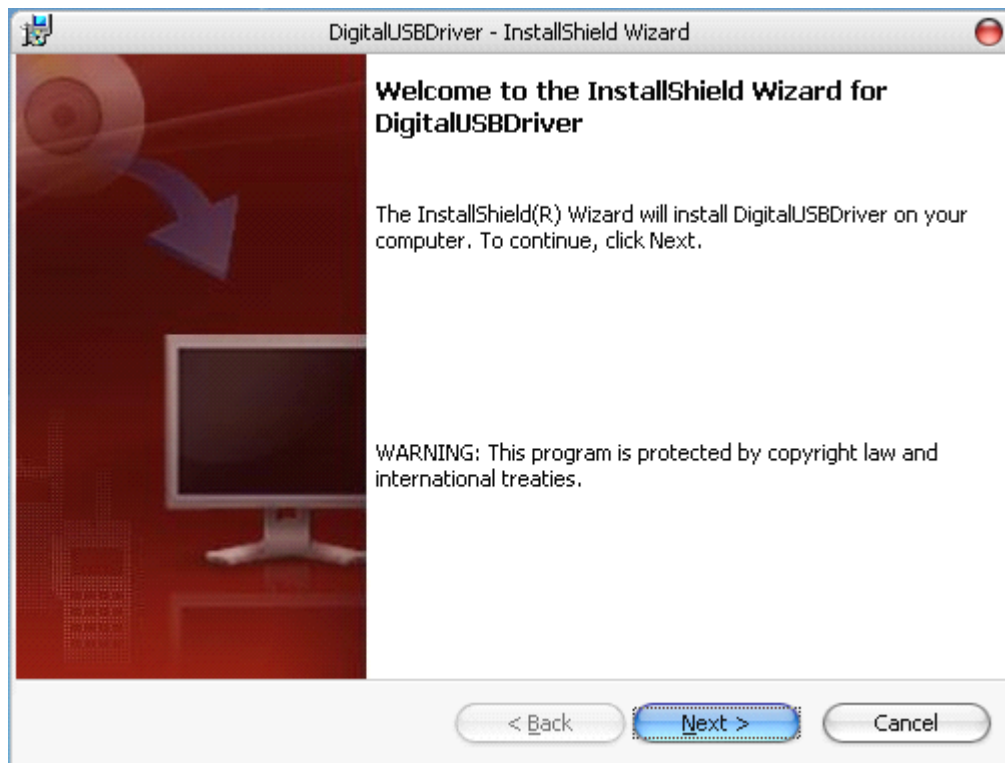 DigitalUSBDriver - InstallShield Wizard
Welcome to the InstallShield Wizard for
DigitalUSBDriver
The InstallShield(R) Wizard will install DigitalUSBDriver on your
computer. To continue, click Next.
WARNING: This program is protected by copyright law and
international treaties.
< Back
Next >
Cancel